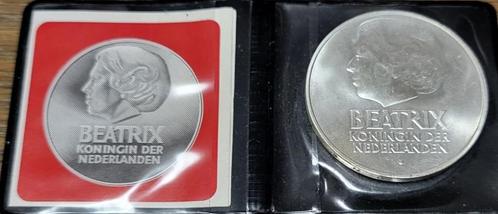 BEATRIX
KONINGIN DER
NEDERLANDEN
BEATRIX
KONINGIN DER
NEDERLANDEN